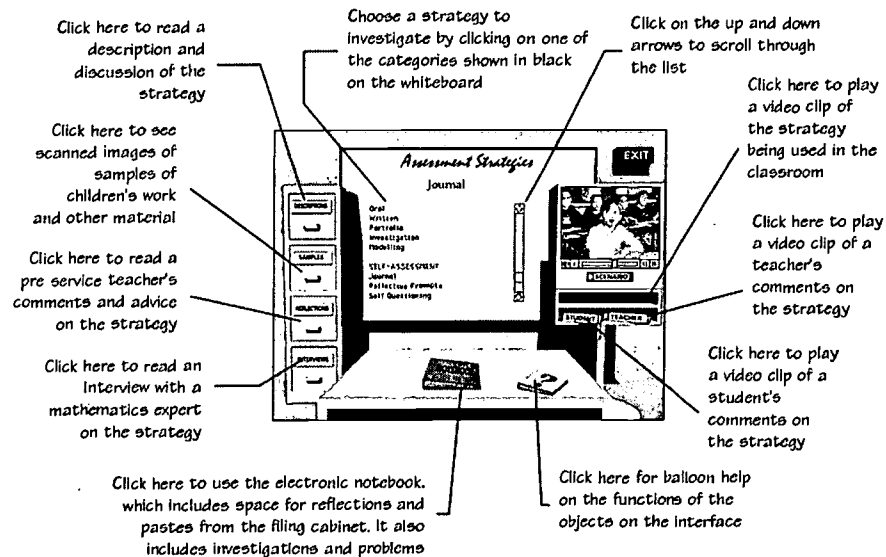 Click here to read a
description and
discussion of the
strategy
Choose a strategy to
investigate by clicking on one of
the categories shown in black
on the whiteboard
Click on the up and down
arrows to scroll through
the list
Click here to see
scanned images of
samples of
children's work
and other material
Click here to read a
pre service teacher's
comments and advice
on the strategy
Click here to read an
interview with a
mathematics expert
on the strategy
DESCRIPTIONS
SAMPLES
REFLECTIONS
INTERVIEWS
Assessment Strategies
Journal
Oral
Written
Portfolio
Investigation
Modelling
SELF-ASSESSMENT
Journal
Reflective Prompts
Self Questioning
EXIT
SCENARIO
STUDENT TEACHER
Click here to play
a video clip of
the strategy
being used in the
classroom
Click here to play
a video clip of a
teacher's
comments on
the strategy
Click here to play
a video clip of a
student's
comments on
the strategy
Click here to use the electronic notebook,
which includes space for reflections and
pastes from the filing cabinet. It also
includes investigations and problems
Click here for balloon help
on the functions of the
objects on the interface